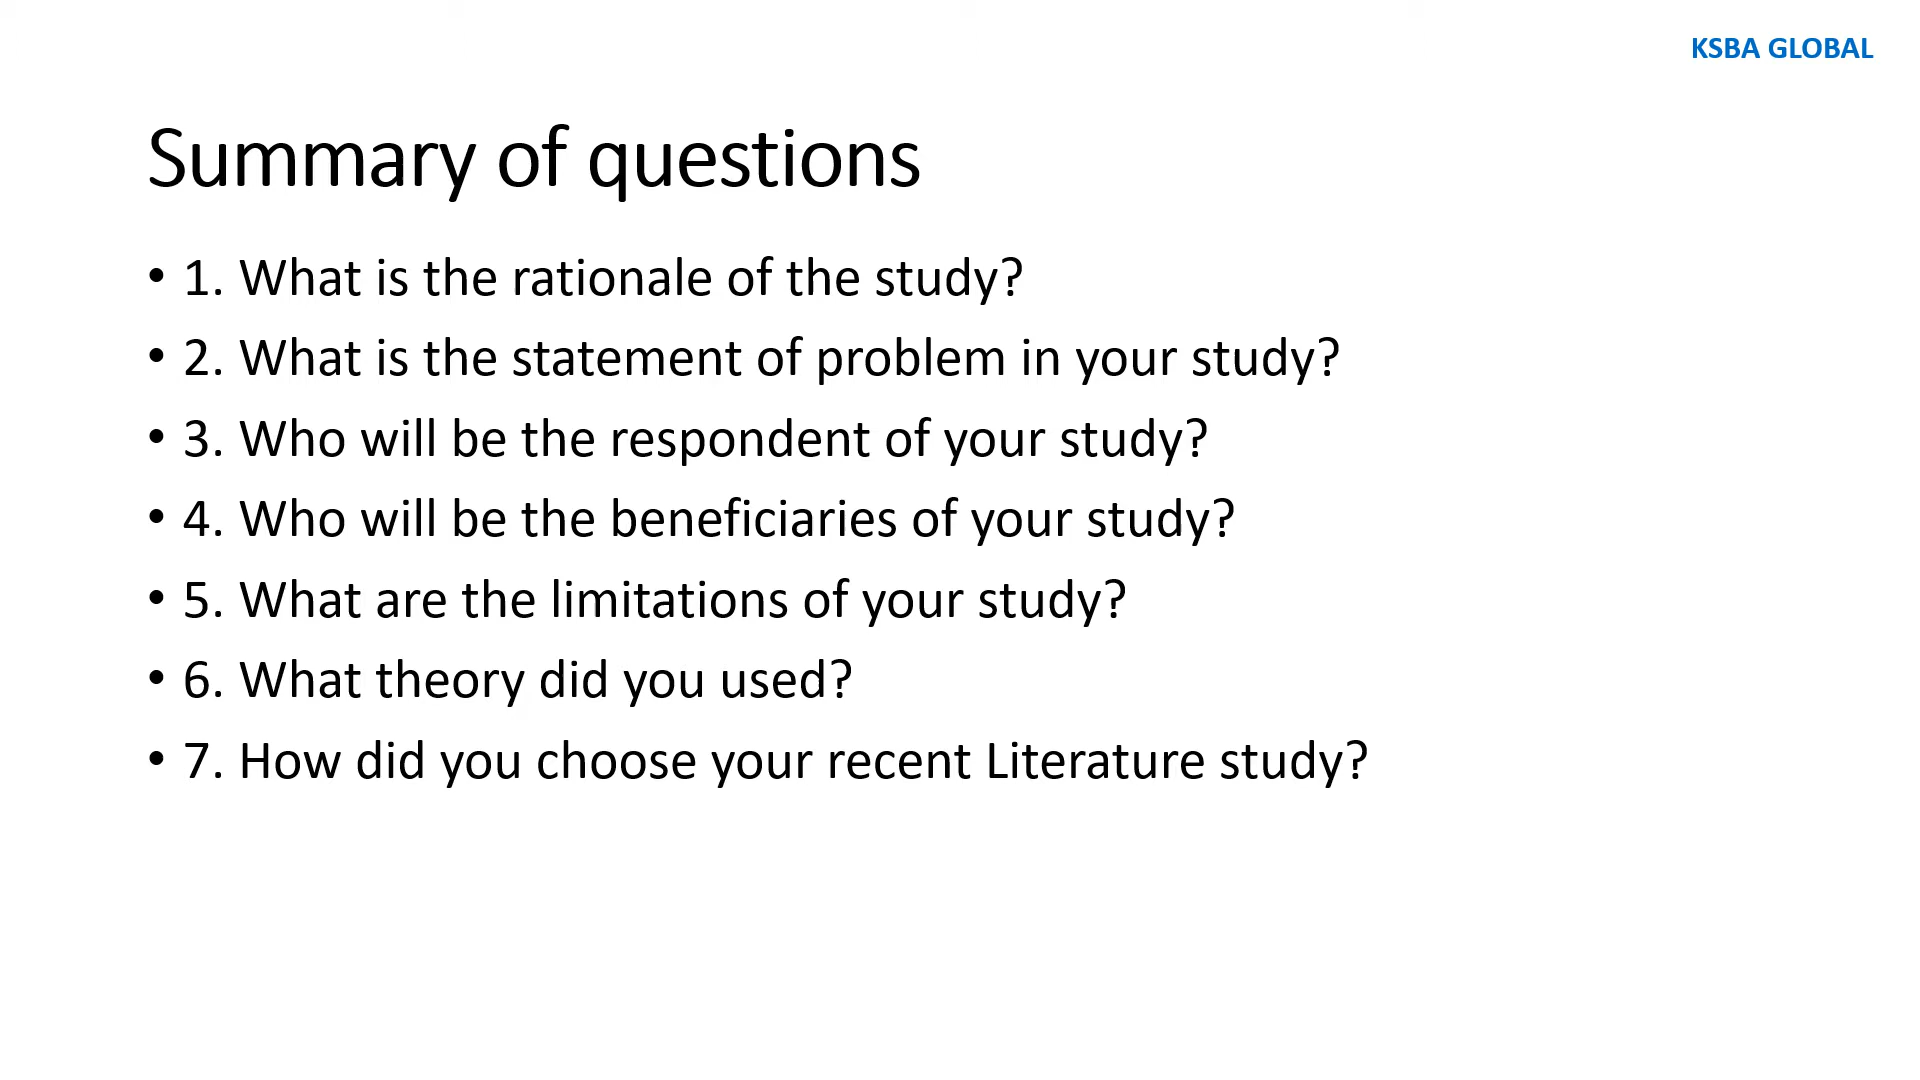 KSBA GLOBAL
Summary of questions
• 1. What is the rationale of the study?
• 2. What is the statement of problem in your study?
• 3. Who will be the respondent of your study?
• 4. Who will be the beneficiaries of your study?
• 5. What are the limitations of your study?
• 6. What theory did you used?
• 7. How did you choose your recent Literature study?